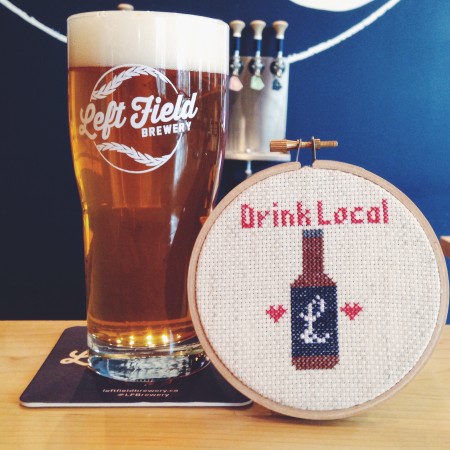 Left Field
BREWERY
Drink Local
L
L
leftfieldbrewery.ca
@LFBrewery